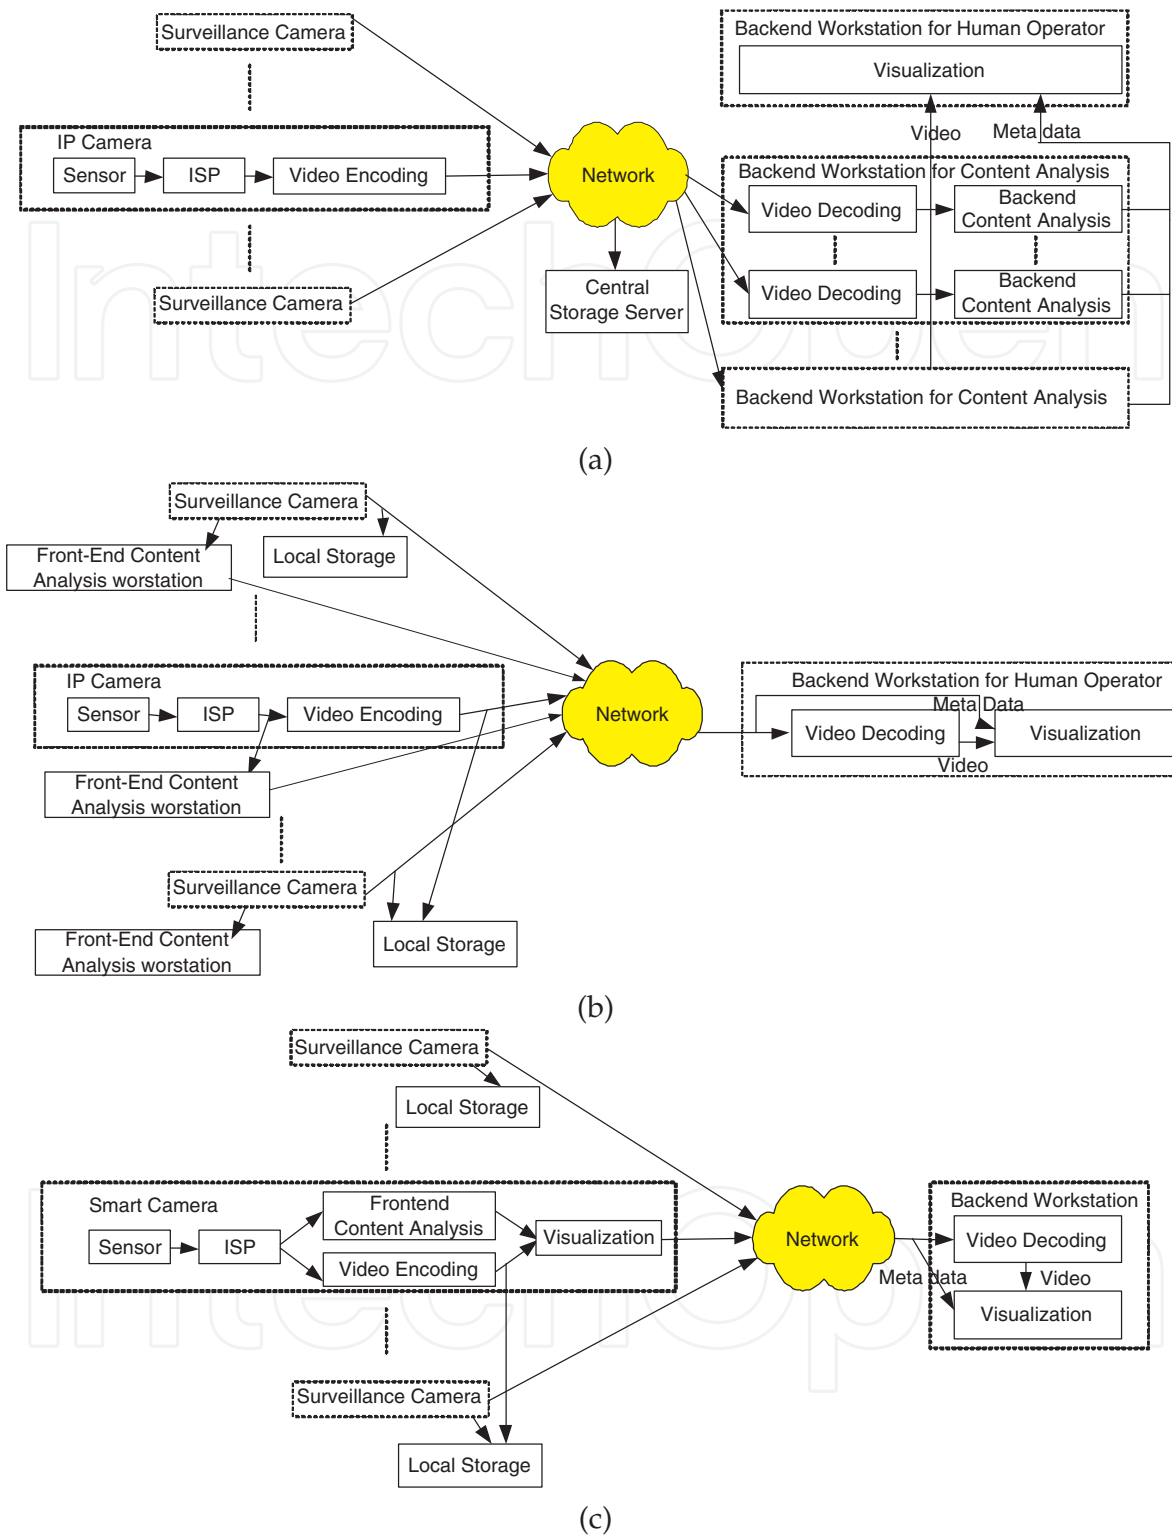 Surveillance Camera
IP Camera
Sensor
ISP
Video Encoding
Surveillance Camera
Network
Central
Storage Server
Backend Workstation for Human Operator
Visualization
Video
Meta data
Backend Workstation for Content Analysis
Video Decoding
Backend
Content Analysis
Video Decoding
Backend
Content Analysis
Backend Workstation for Content Analysis
(a)
Surveillance Camera
Front-End Content
Analysis worstation
Local Storage
IP Camera
Sensor
ISP
Video Encoding
Front-End Content
Analysis worstation
Surveillance Camera
Front-End Content
Analysis worstation
Local Storage
Network
Backend Workstation for Human Operator
Meta Data
Video Decoding
Visualization
Video
(b)
Surveillance Camera
Local Storage
Smart Camera
Sensor
ISP
Frontend
Content Analysis
Video Encoding
Visualization
Surveillance Camera
Local Storage
Network
Backend Workstation
Video Decoding
Meta data
Video
Visualization
(c)
IntechOpen
IntechOpen